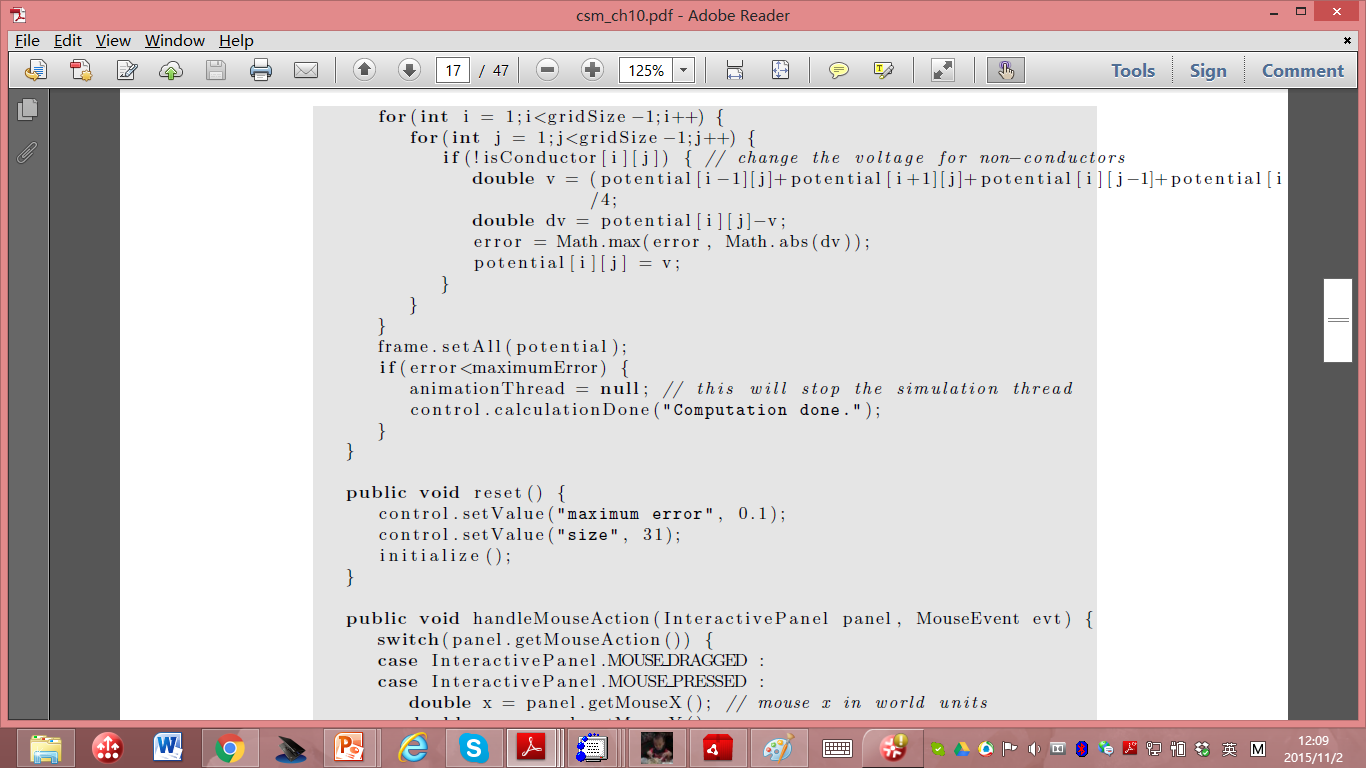 csm_ch10.pdf - Adobe Reader
File Edit View Window Help
17 / 47 125% Tools Sign Comment
for(int i = 1;i<gridSize-1;i++) {
for(int j = 1;j<gridSize-1;j++) {
if(!isConductor[i][j]) { // change the voltage for non-conductors
double v = (potential[i-1][j]+potential[i+1][j]+potential[i][j-1]+potential[i
/4;
double dv = potential[i][j]-v;
error = Math.max(error, Math.abs(dv));
potential[i][j] = v;
}
}
}
frame.setAll(potential);
if(error<maximumError) {
animationThread = null; // this will stop the simulation thread
control.calculationDone("Computation done.");
}
}
public void reset() {
control.setValue("maximum error", 0.1);
control.setValue("size", 31);
initialize();
}
public void handleMouseAction(InteractivePanel panel, MouseEvent evt) {
switch(panel.getMouseAction()) {
case InteractivePanel.MOUSE_DRAGGED :
case InteractivePanel.MOUSE_PRESSED :
double x = panel.getMouseX(); // mouse x in world units
英 M
12:09
2015/11/2